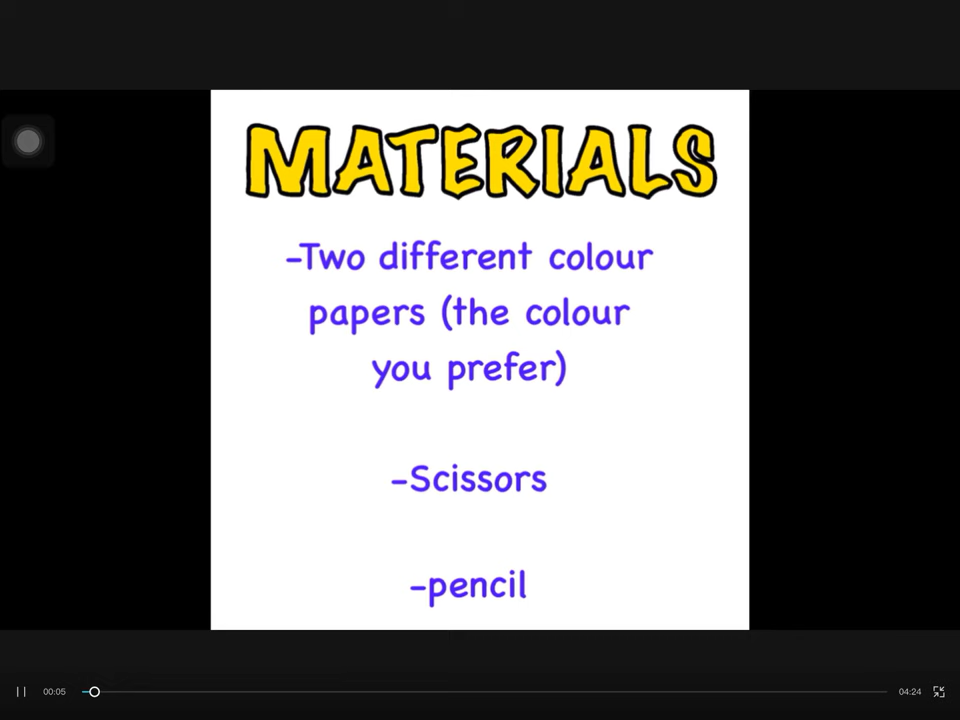 MATERIALS
-Two different colour
papers (the colour
you prefer)
-Scissors
-pencil
00:05
04:24